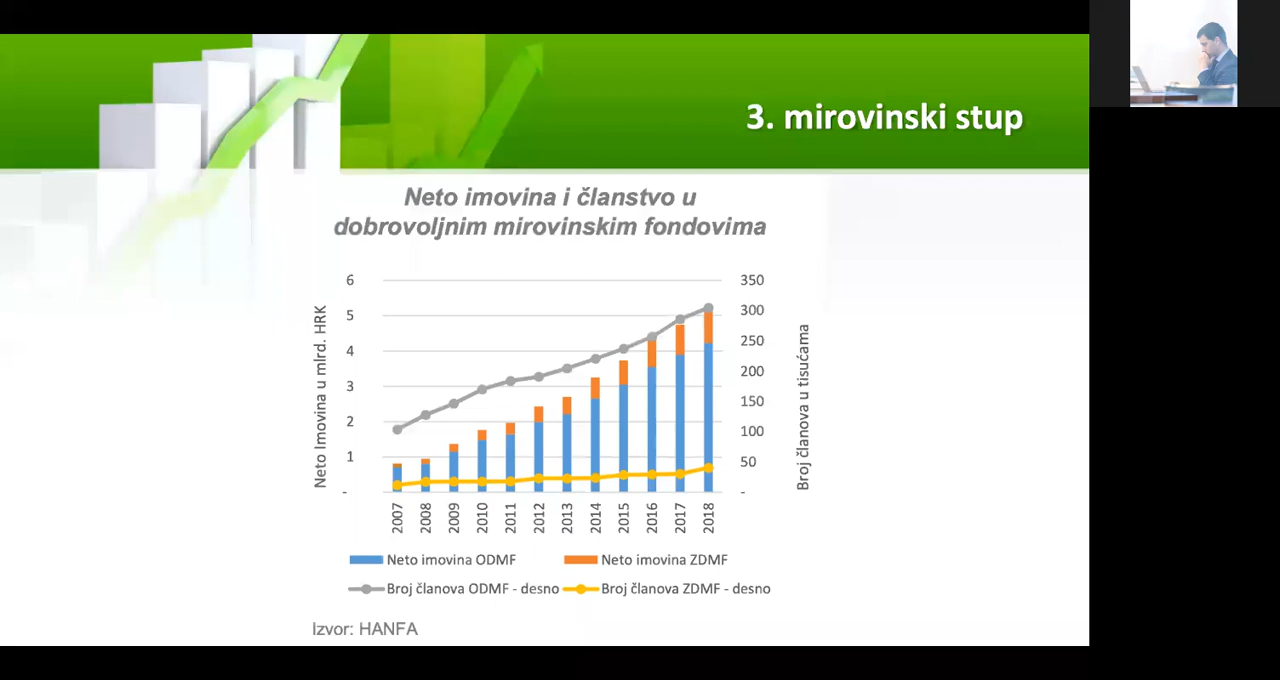 3. mirovinski stup
Neto imovina i članstvo u
dobrovoljnim mirovinskim fondovima
Neto Imovina u mlrd. HRK
6
5
4
3
2
1
-
350
300
250
200
150
100
50
-
Broj članova u tisućama
2007 2008 2009 2010 2011 2012 2013 2014 2015 2016 2017 2018
Neto imovina ODMF Neto imovina ZDMF
Broj članova ODMF - desno Broj članova ZDMF - desno
Izvor: HANFA